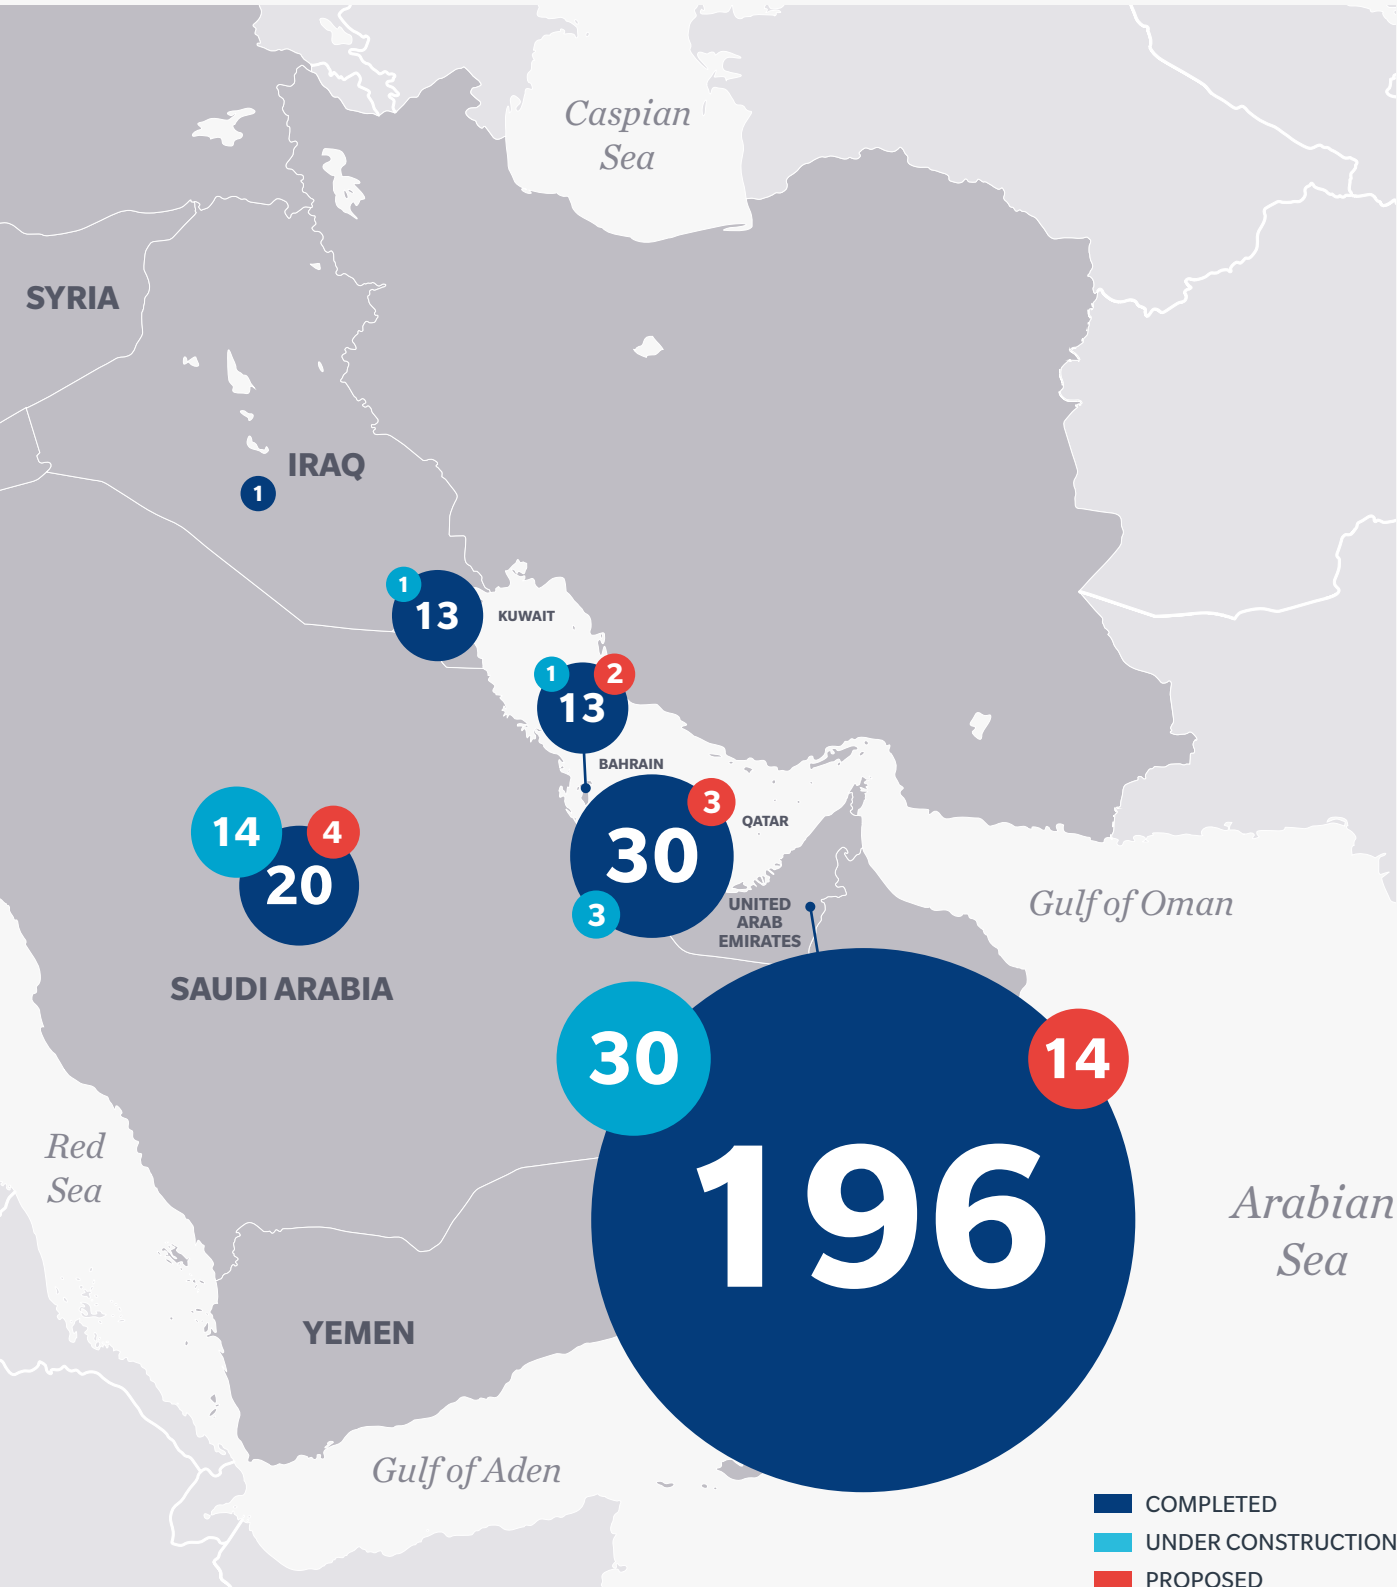 Caspian
Sea
SYRIA
IRAQ
1
1
13
KUWAIT
1
2
13
BAHRAIN
3
30
QATAR
3
14
4
20
UNITED
ARAB
EMIRATES
Gulf of Oman
SAUDI ARABIA
30
14
196
Red
Sea
Arabian
Sea
YEMEN
Gulf of Aden
COMPLETED
UNDER CONSTRUCTION
PROPOSED